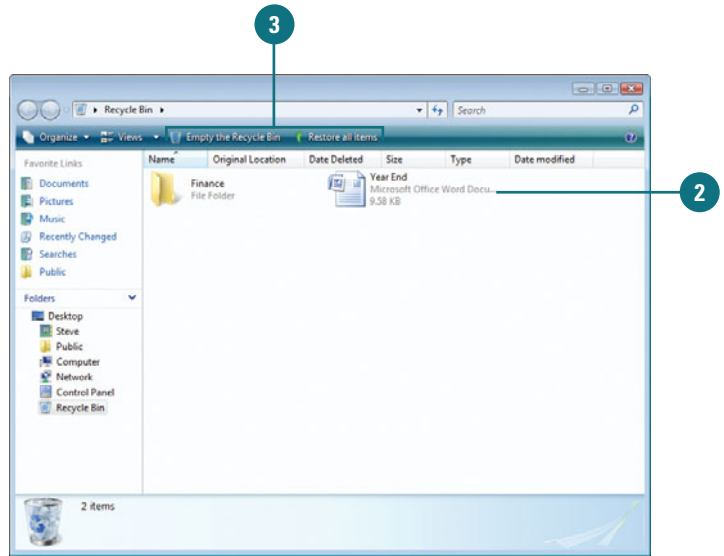 3
Recycle Bin
Search
Organize Views Empty the Recycle Bin Restore all items
Favorite Links
Name Original Location Date Deleted Size Type Date modified
Documents
Pictures
Music
Recently Changed
Searches
Public
Finance
File Folder
Year End
Microsoft Office Word Docu...
9.58 KB
2
Folders
Desktop
Steve
Public
Computer
Network
Control Panel
Recycle Bin
2 items